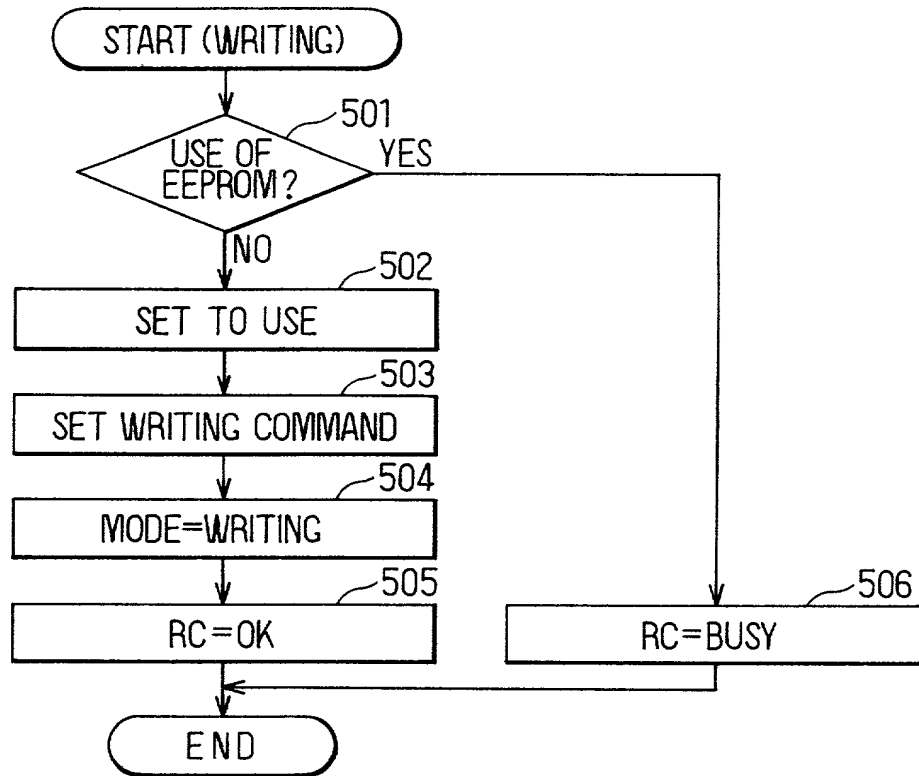 START (WRITING)
501
USE OF
EEPROM?
YES
NO
502
SET TO USE
503
SET WRITING COMMAND
504
MODE=WRITING
505
RC=OK
506
RC=BUSY
END